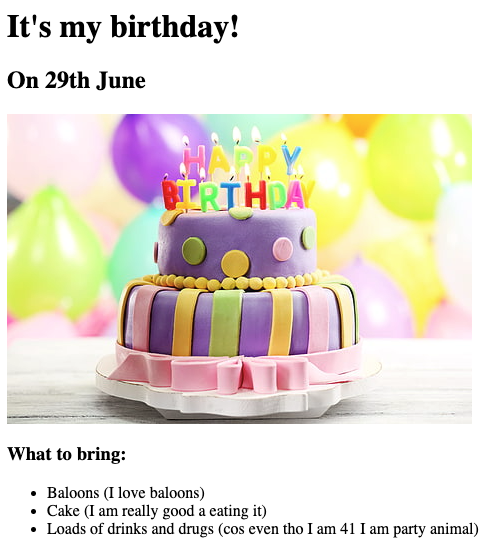 It's my birthday!
On 29th June
HAPPY
BIRTHDAY
What to bring:
Baloons (I love baloons)
Cake (I am really good a eating it)
Loads of drinks and drugs (cos even tho I am 41 I am party animal)